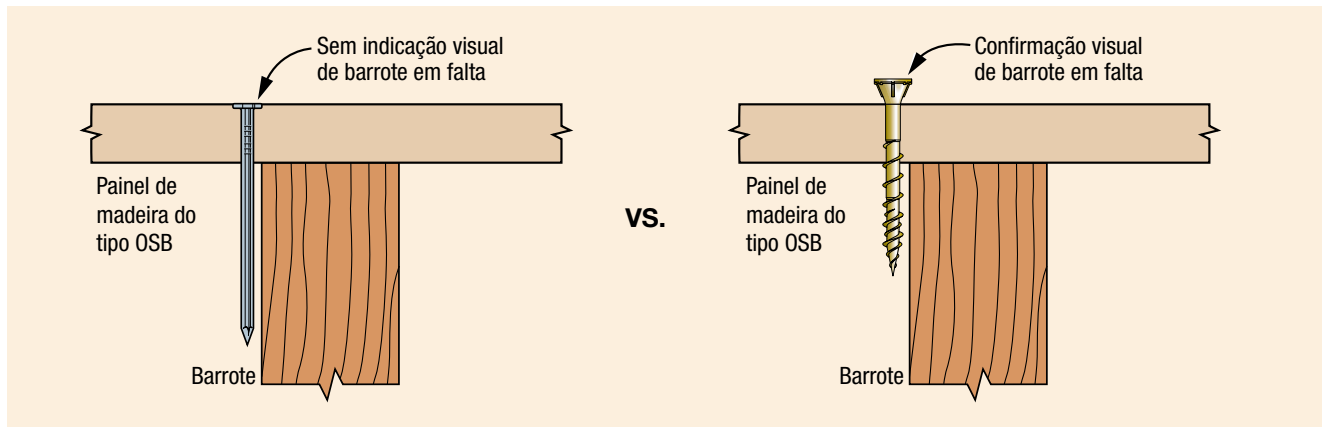 Sem indicação visual
de barrote em falta
Painel de
madeira do
tipo OSB
Barrote
VS.
Confirmação visual
de barrote em falta
Painel de
madeira do
tipo OSB
Barrote